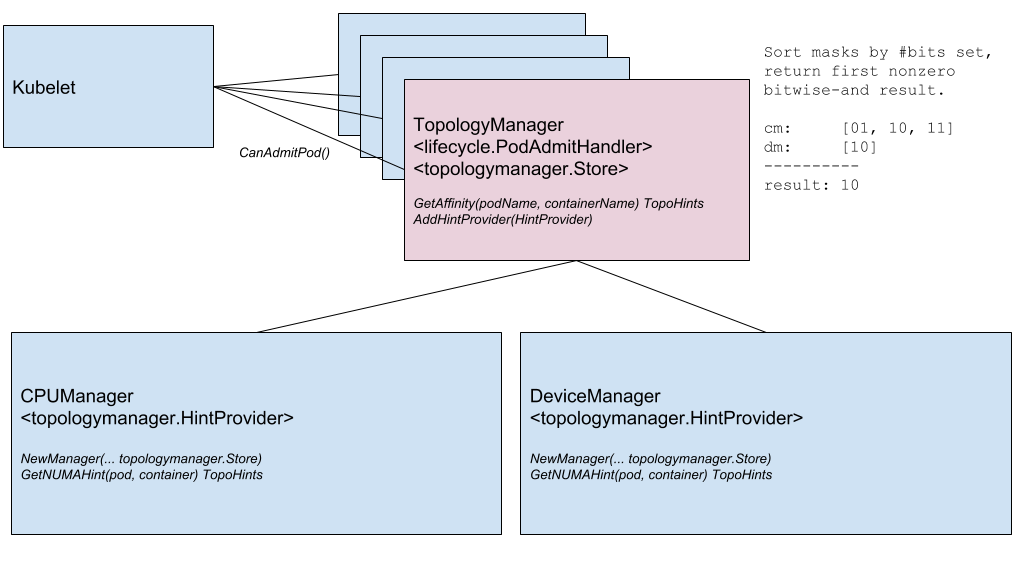 Kubelet
CanAdmitPod()
TopologyManager
<lifecycle.PodAdmitHandler>
<topologymanager.Store>
GetAffinity(podName, containerName) TopoHints
AddHintProvider(HintProvider)
Sort masks by #bits set,
return first nonzero
bitwise-and result.
cm: [01, 10, 11]
dm: [10]
----------
result: 10
CPUManager
<topologymanager.HintProvider>
NewManager(... topologymanager.Store)
GetNUMAHint(pod, container) TopoHints
DeviceManager
<topologymanager.HintProvider>
NewManager(... topologymanager.Store)
GetNUMAHint(pod, container) TopoHints